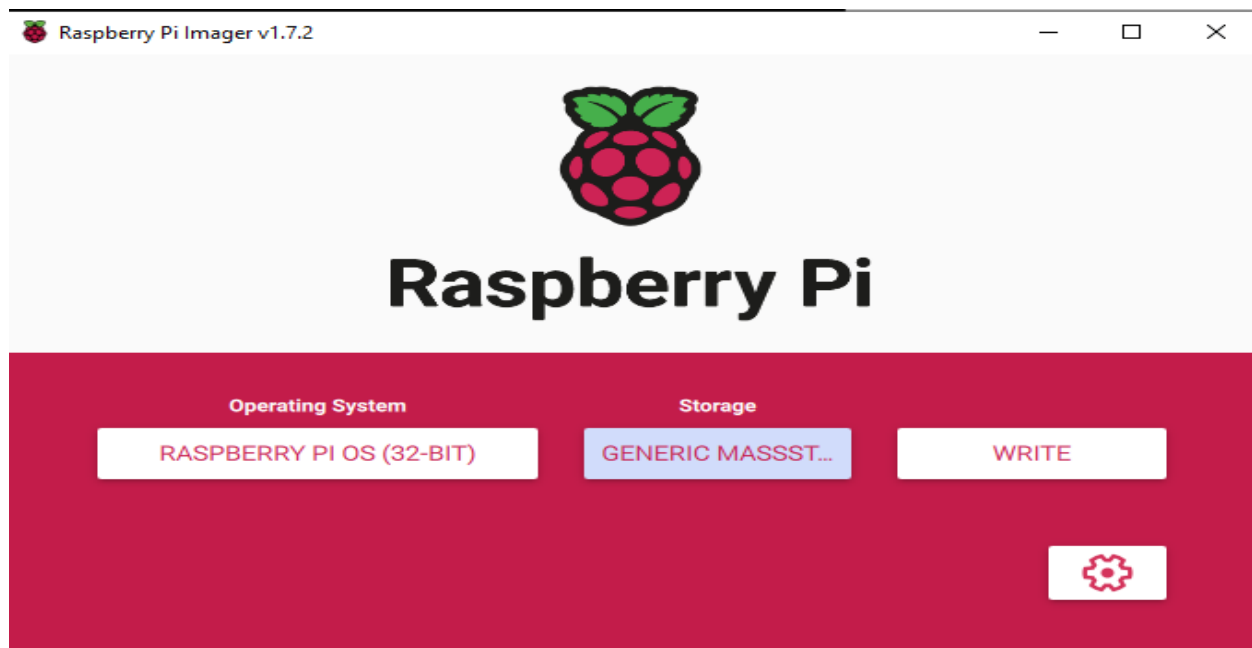 Raspberry Pi Imager v1.7.2
Raspberry Pi
Operating System
Storage
RASPBERRY PI OS (32-BIT)
GENERIC MASSST...
WRITE